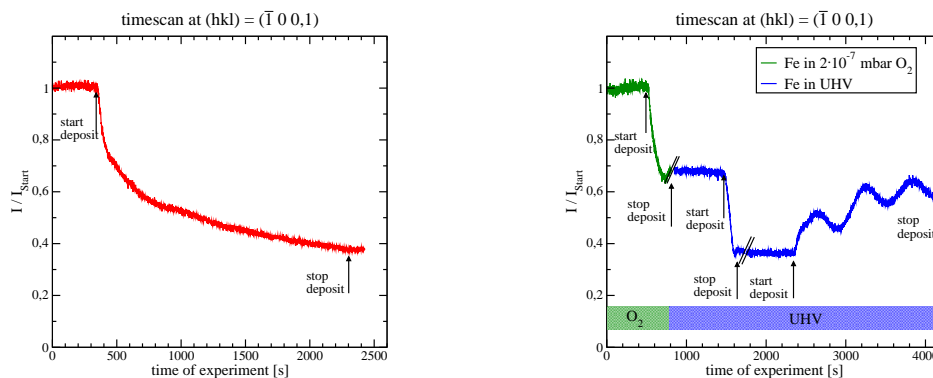 timescan at (hkl) = (1̅ 0 0,1)
I / I_Start
1
0,8
0,6
0,4
0,2
0
start
deposit
stop
deposit
0 500 1000 1500 2000 2500
time of experiment [s]
timescan at (hkl) = (1̅ 0 0,1)
Fe in 2·10⁻⁷ mbar O₂
Fe in UHV
I / I_Start
1
0,8
0,6
0,4
0,2
0
start
deposit
stop
deposit
start
deposit
stop
deposit
start
deposit
stop
deposit
O₂ UHV
0 1000 2000 3000 4000
time of experiment [s]